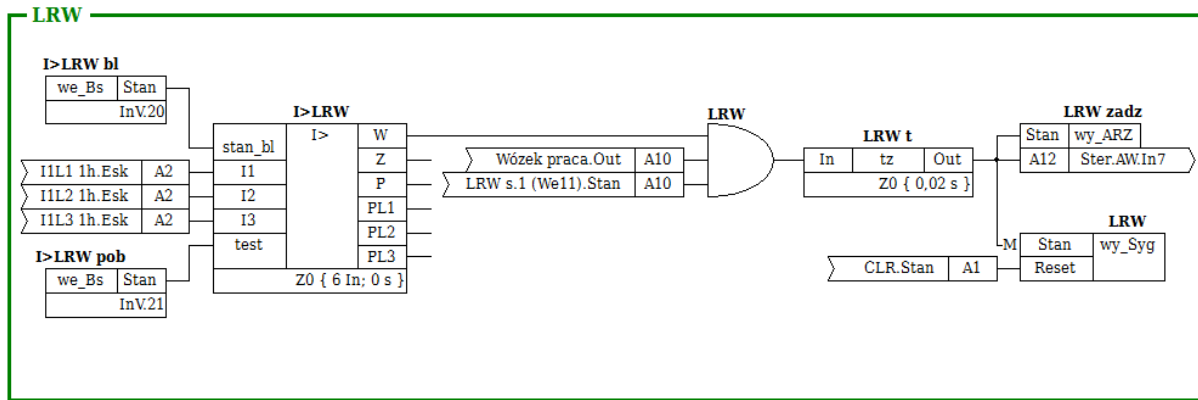 LRW
I>LRW bl
we_Bs Stan
InV.20
I>LRW
stan_bl I> W
I1L1 1h.Esk A2 I1 Z
I1L2 1h.Esk A2 I2 P
I1L3 1h.Esk A2 I3 PL1
test PL2
PL3
Z0 { 6 In; 0 s }
I>LRW pob
we_Bs Stan
InV.21
Wózek praca.Out A10
LRW s.1 (We11).Stan A10
LRW
LRW t
In tz Out
Z0 { 0,02 s }
LRW zadz
Stan wy_ARZ
A12 Ster.AW.In7
LRW
M Stan wy_Syg
CLR.Stan A1 Reset